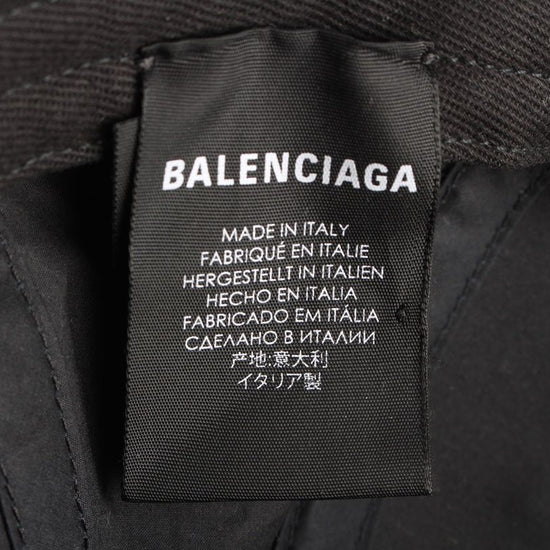 BALENCIAGA
MADE IN ITALY
FABRIQUÉ EN ITALIE
HERGESTELLT IN ITALIEN
HECHO EN ITALIA
FABRICADO EM ITÁLIA
СДЕЛАНО В ИТАЛИИ
产地:意大利
イタリア製